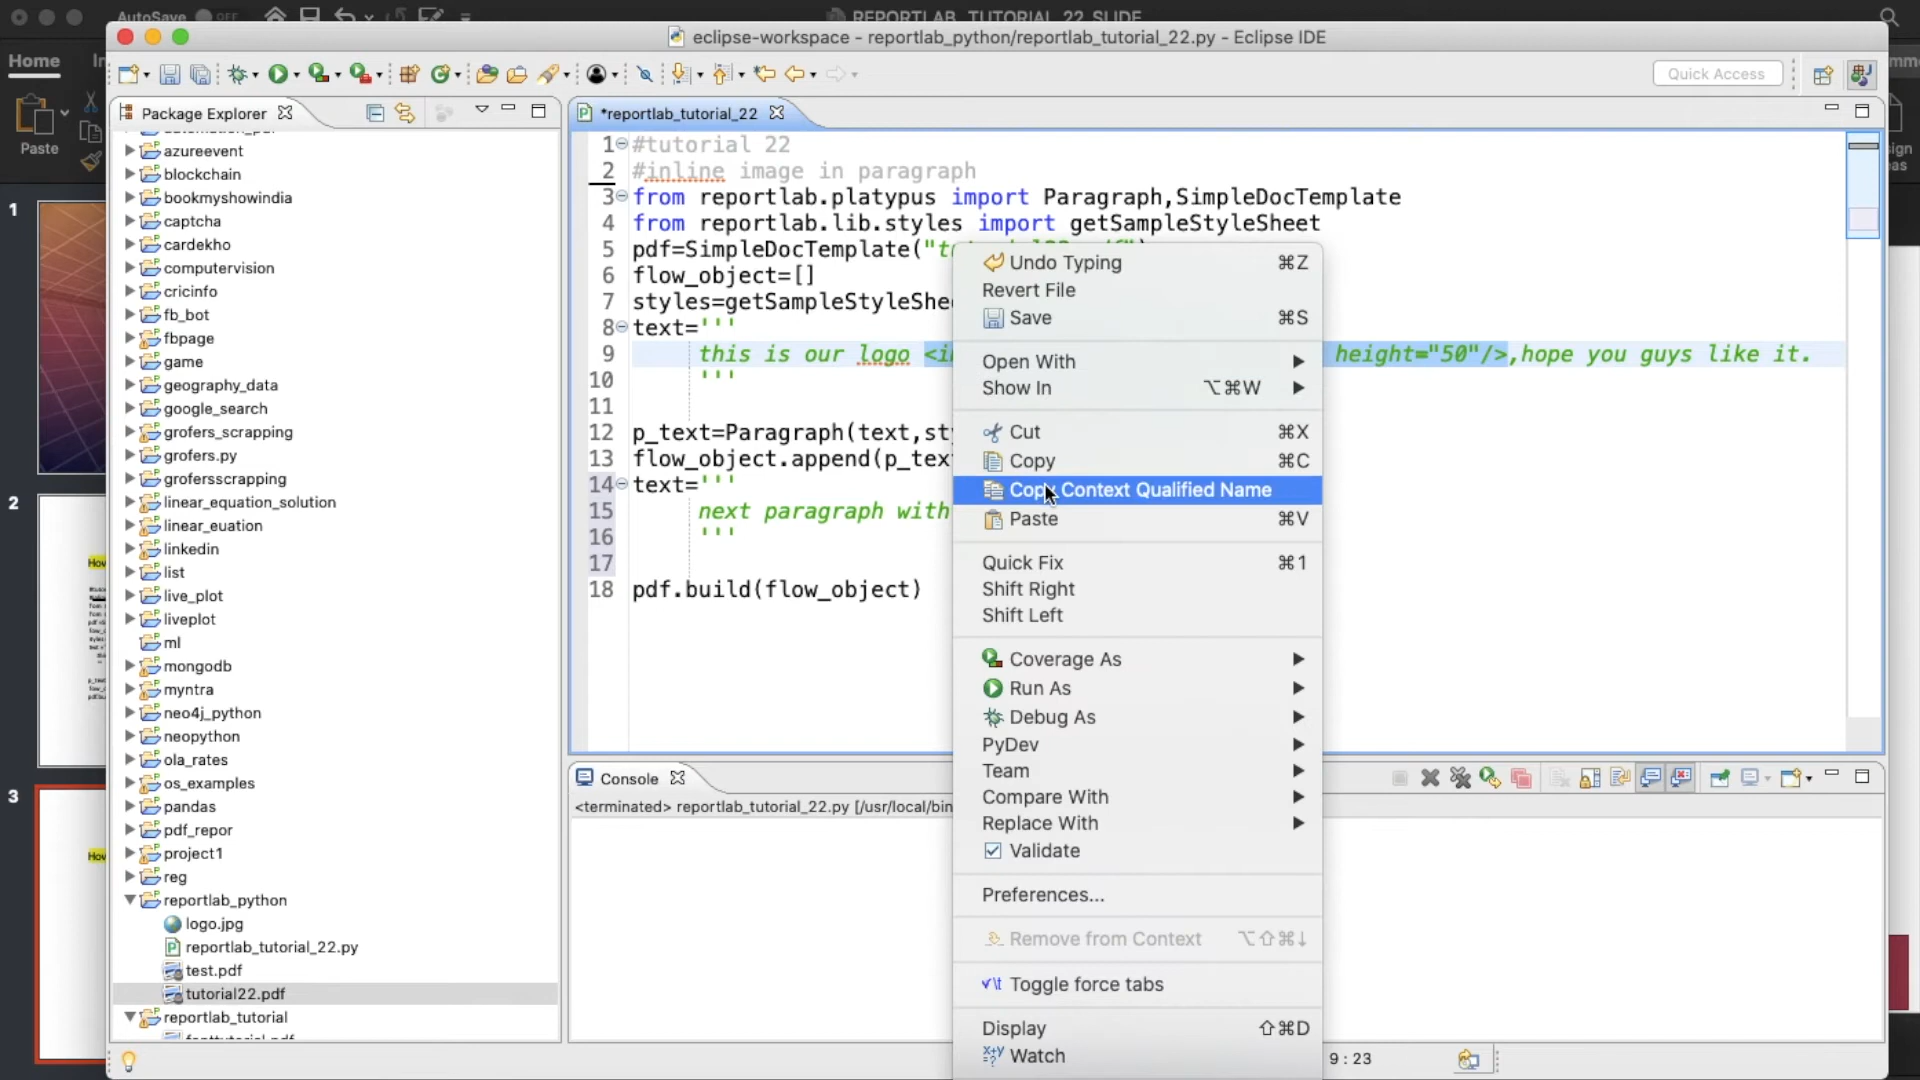 AutoSave OFF
REPORTLAB_TUTORIAL_22_SLIDE
eclipse-workspace - reportlab_python/reportlab_tutorial_22.py - Eclipse IDE
Home
Paste
Quick Access
Package Explorer
azureevent
blockchain
bookmyshowindia
captcha
cardekho
computervision
cricinfo
fb_bot
fbpage
game
geography_data
google_search
grofers_scrapping
grofers.py
grofersscrapping
linear_equation_solution
linear_euation
linkedin
list
live_plot
liveplot
ml
mongodb
myntra
neo4j_python
neopython
ola_rates
os_examples
pandas
pdf_repor
project1
reg
reportlab_python
logo.jpg
reportlab_tutorial_22.py
test.pdf
tutorial22.pdf
reportlab_tutorial
1
2
3
*reportlab_tutorial_22
1 #tutorial 22
2 #inline image in paragraph
3 from reportlab.platypus import Paragraph,SimpleDocTemplate
4 from reportlab.lib.styles import getSampleStyleSheet
5 pdf=SimpleDocTemplate("
6 flow_object=[]
7 styles=getSampleStyleShe
8 text='''
9 this is our logo <i height="50"/>,hope you guys like it.
10 '''
11
12 p_text=Paragraph(text,st
13 flow_object.append(p_tex
14 text='''
15 next paragraph with
16 '''
17
18 pdf.build(flow_object)
Undo Typing ⌘Z
Revert File
Save ⌘S
Open With
Show In ⌥⌘W
Cut ⌘X
Copy ⌘C
Copy Context Qualified Name
Paste ⌘V
Quick Fix ⌘1
Shift Right
Shift Left
Coverage As
Run As
Debug As
PyDev
Team
Compare With
Replace With
Validate
Preferences...
Remove from Context ⌥⇧⌘↓
Toggle force tabs
Display ⇧⌘D
Watch
Console
<terminated> reportlab_tutorial_22.py [/usr/local/bin
9 : 23